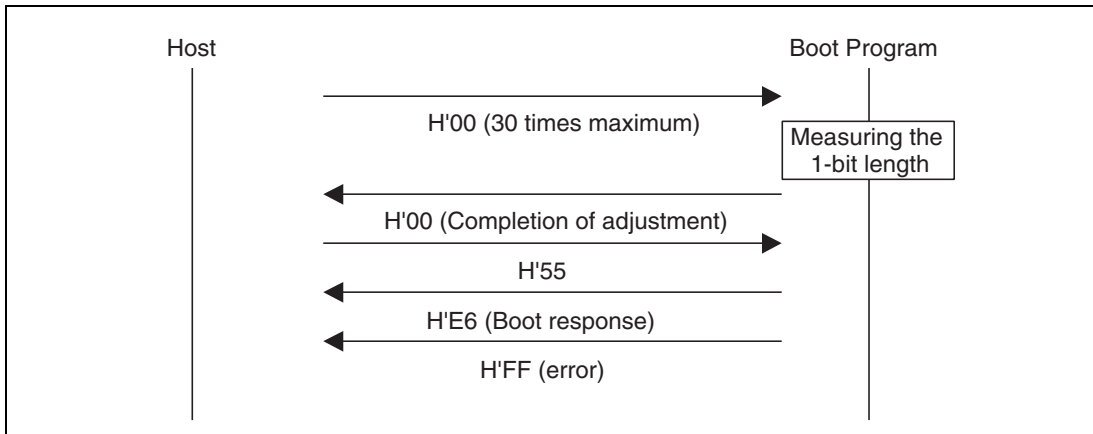 Host
Boot Program
H'00 (30 times maximum)
Measuring the
1-bit length
H'00 (Completion of adjustment)
H'55
H'E6 (Boot response)
H'FF (error)